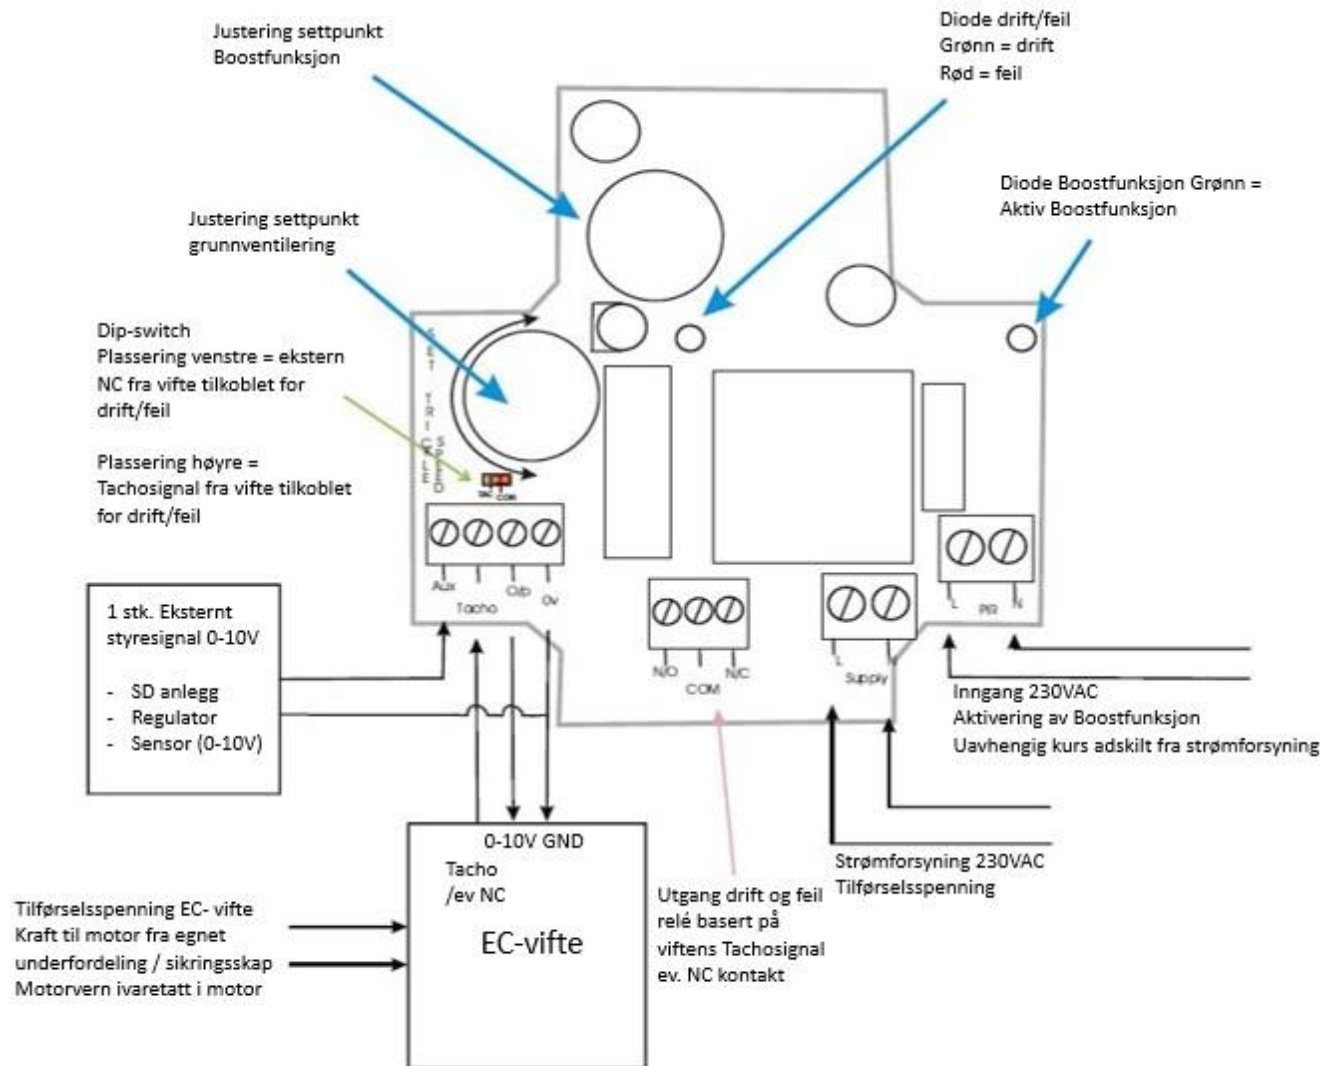 Justering settpunkt
Boostfunksjon
Diode drift/feil
Grønn = drift
Rød = feil
Diode Boostfunksjon Grønn =
Aktiv Boostfunksjon
Justering settpunkt
grunnventilering
Dip-switch
Plassering venstre = ekstern
NC fra vifte tilkoblet for
drift/feil
Plassering høyre =
Tachosignal fra vifte tilkoblet
for drift/feil
SET TRICKLE
SPEED
TAC
COM
Aux
Tacho
O/p
0v
N/O
COM
N/C
L
Supply
L
PIR
N
1 stk. Eksternt
styresignal 0-10V
- SD anlegg
- Regulator
- Sensor (0-10V)
Inngang 230VAC
Aktivering av Boostfunksjon
Uavhengig kurs adskilt fra strømforsyning
Strømforsyning 230VAC
Tilførselsspenning
0-10V GND
Tacho
/ev NC
EC-vifte
Utgang drift og feil
relé basert på
viftens Tachosignal
ev. NC kontakt
Tilførselsspenning EC- vifte
Kraft til motor fra egnet
underfordeling / sikringsskap
Motorvern ivaretatt i motor